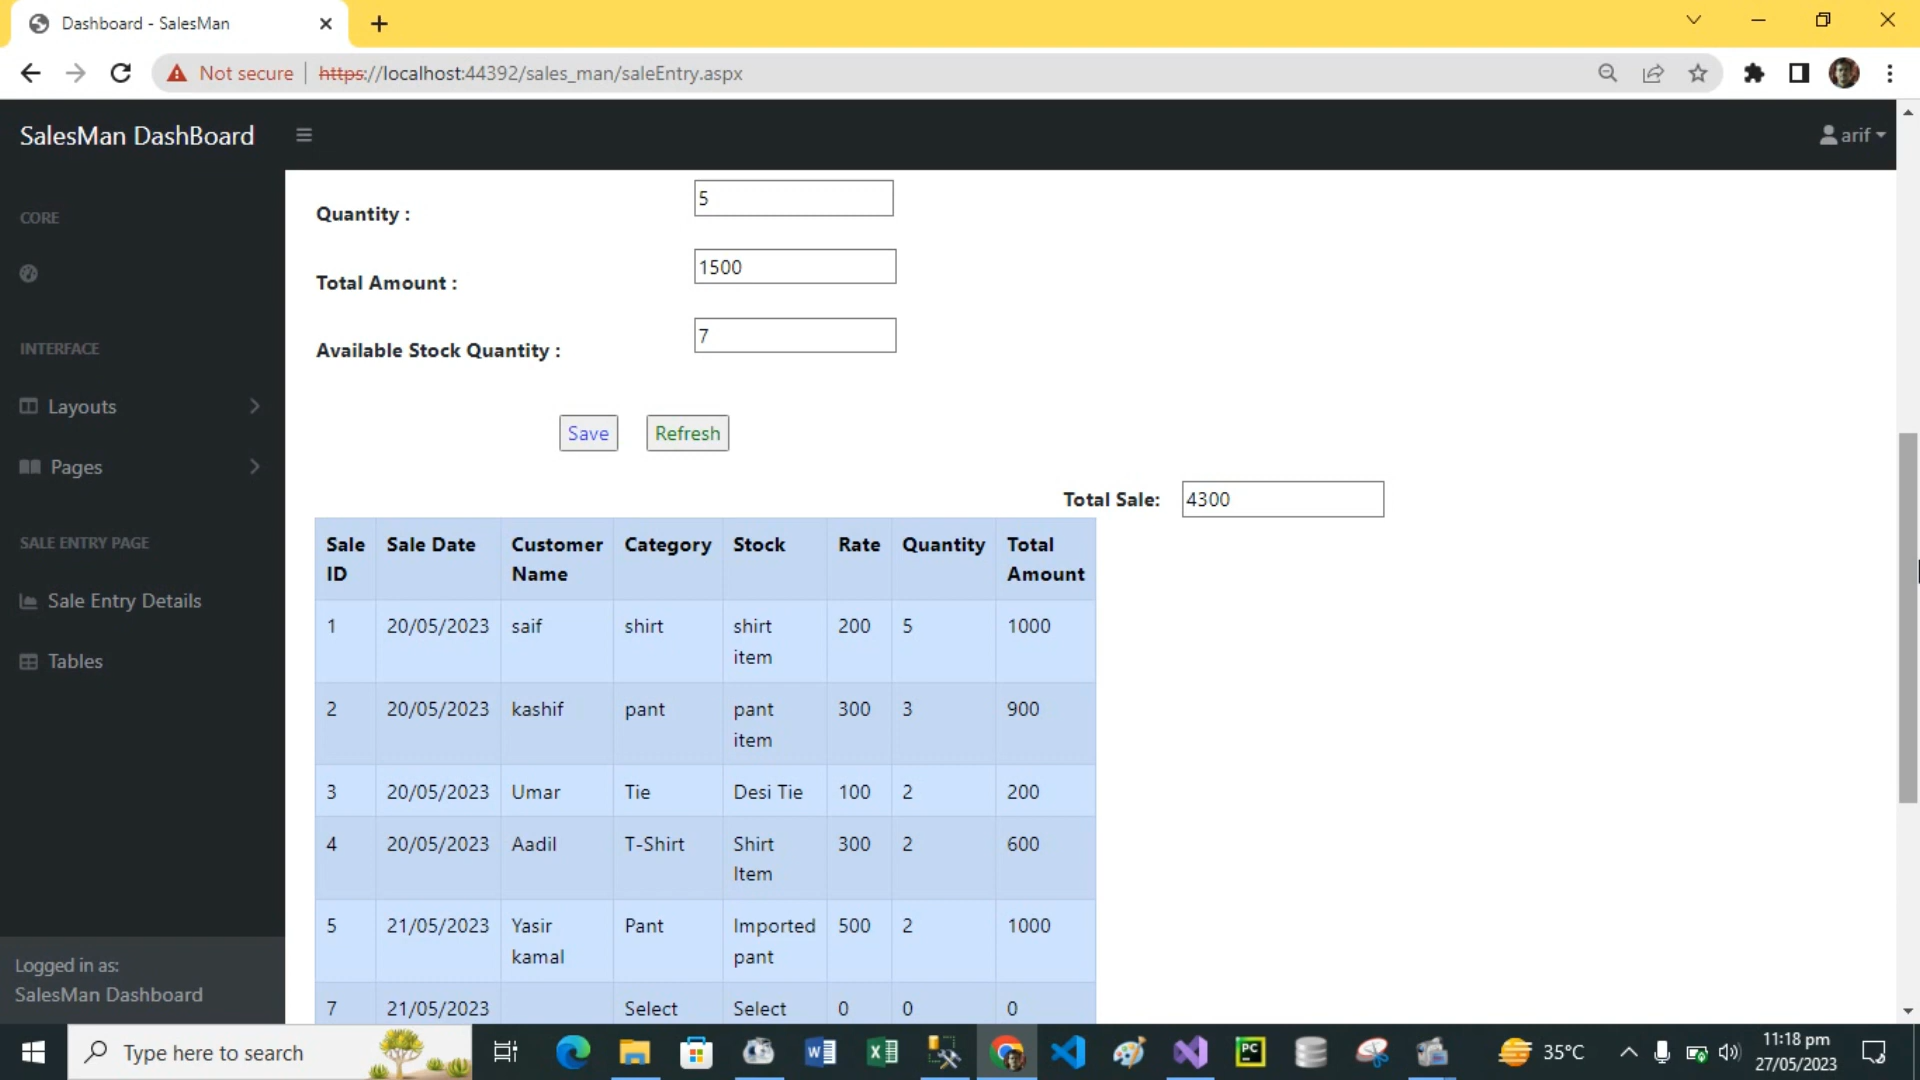 Dashboard - SalesMan
Not secure https://localhost:44392/sales_man/saleEntry.aspx
SalesMan DashBoard
arif
CORE
INTERFACE
Layouts
Pages
SALE ENTRY PAGE
Sale Entry Details
Tables
Logged in as:
SalesMan Dashboard
Quantity : 5
Total Amount : 1500
Available Stock Quantity : 7
Save Refresh
Total Sale: 4300
Sale ID Sale Date Customer Name Category Stock Rate Quantity Total Amount
1 20/05/2023 saif shirt shirt item 200 5 1000
2 20/05/2023 kashif pant pant item 300 3 900
3 20/05/2023 Umar Tie Desi Tie 100 2 200
4 20/05/2023 Aadil T-Shirt Shirt Item 300 2 600
5 21/05/2023 Yasir kamal Pant Imported pant 500 2 1000
7 21/05/2023 Select Select 0 0 0
Type here to search
PC
35°C
11:18 pm
27/05/2023